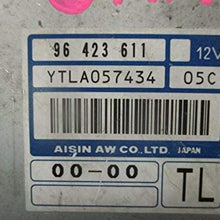 96 423 611 12V
YTLA057434 05C
AISIN AW CO., LTD. JAPAN
00-00 TL